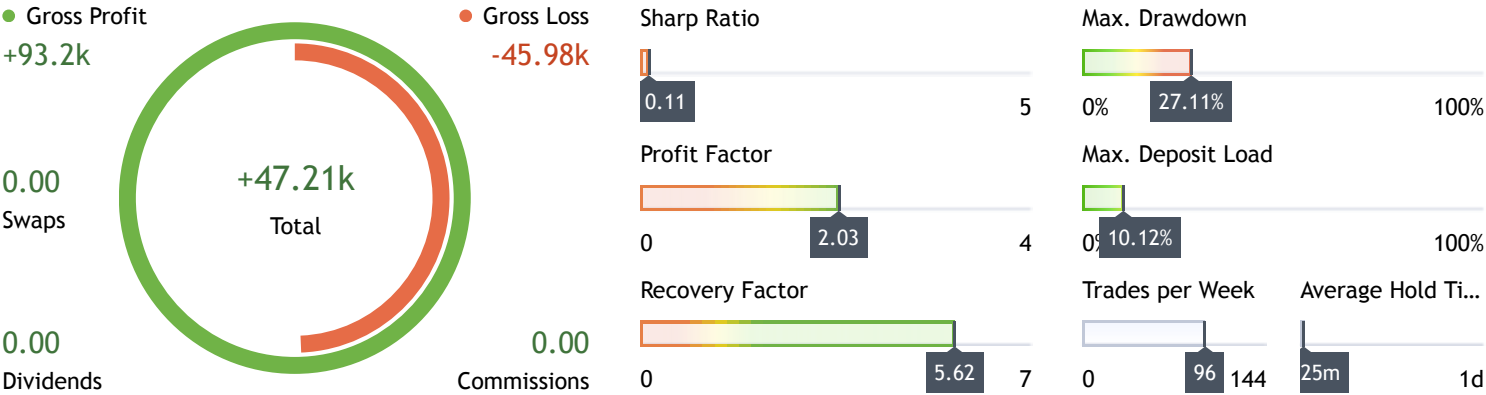 Gross Profit
+93.2k
Gross Loss
-45.98k
+47.21k
Total
0.00
Swaps
0.00
Dividends
0.00
Commissions
Sharp Ratio
0.11
5
Profit Factor
0
2.03
4
Recovery Factor
0
5.62
7
Max. Drawdown
0%
27.11%
100%
Max. Deposit Load
0%
10.12%
100%
Trades per Week
0
96
144
Average Hold Ti...
25m
1d